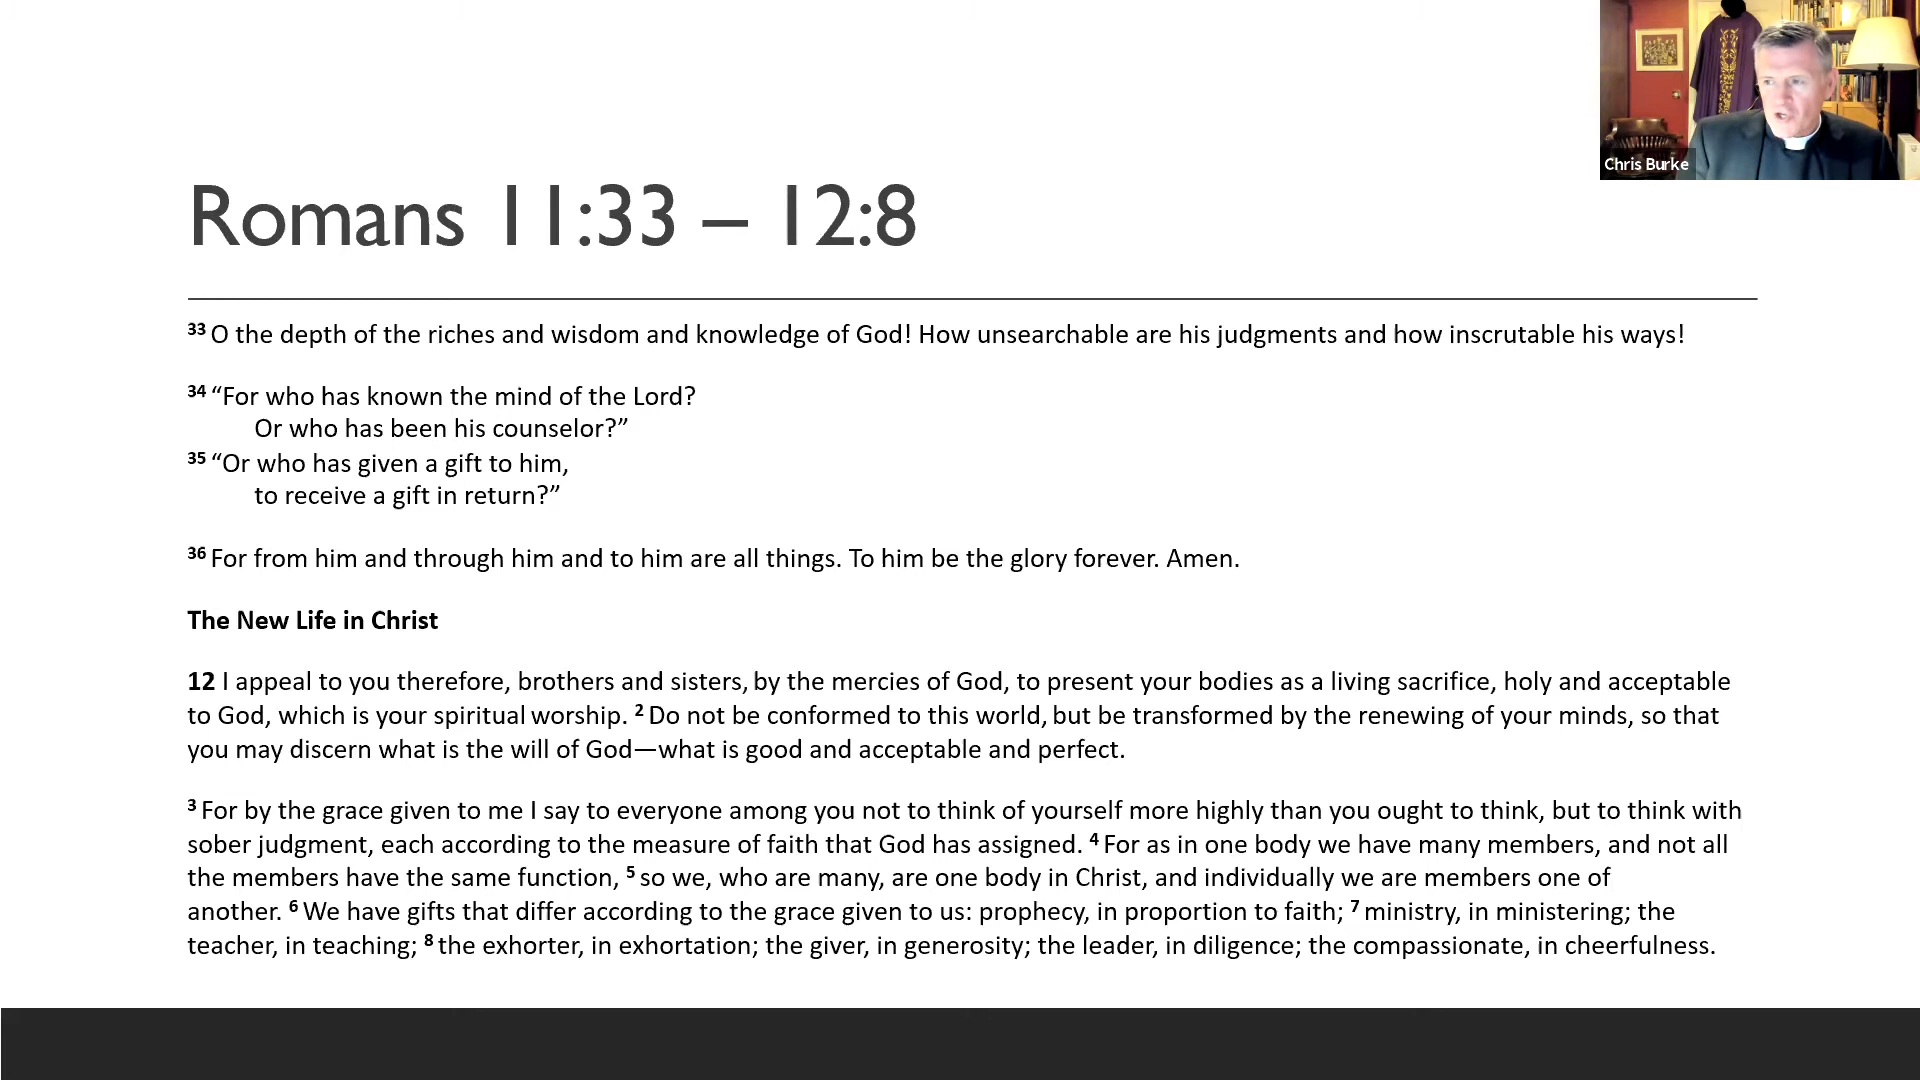 Chris Burke
Romans 11:33 – 12:8
33 O the depth of the riches and wisdom and knowledge of God! How unsearchable are his judgments and how inscrutable his ways!
34 “For who has known the mind of the Lord?
Or who has been his counselor?”
35 “Or who has given a gift to him,
to receive a gift in return?”
36 For from him and through him and to him are all things. To him be the glory forever. Amen.
The New Life in Christ
12 I appeal to you therefore, brothers and sisters, by the mercies of God, to present your bodies as a living sacrifice, holy and acceptable
to God, which is your spiritual worship. 2 Do not be conformed to this world, but be transformed by the renewing of your minds, so that
you may discern what is the will of God—what is good and acceptable and perfect.
3 For by the grace given to me I say to everyone among you not to think of yourself more highly than you ought to think, but to think with
sober judgment, each according to the measure of faith that God has assigned. 4 For as in one body we have many members, and not all
the members have the same function, 5 so we, who are many, are one body in Christ, and individually we are members one of
another. 6 We have gifts that differ according to the grace given to us: prophecy, in proportion to faith; 7 ministry, in ministering; the
teacher, in teaching; 8 the exhorter, in exhortation; the giver, in generosity; the leader, in diligence; the compassionate, in cheerfulness.